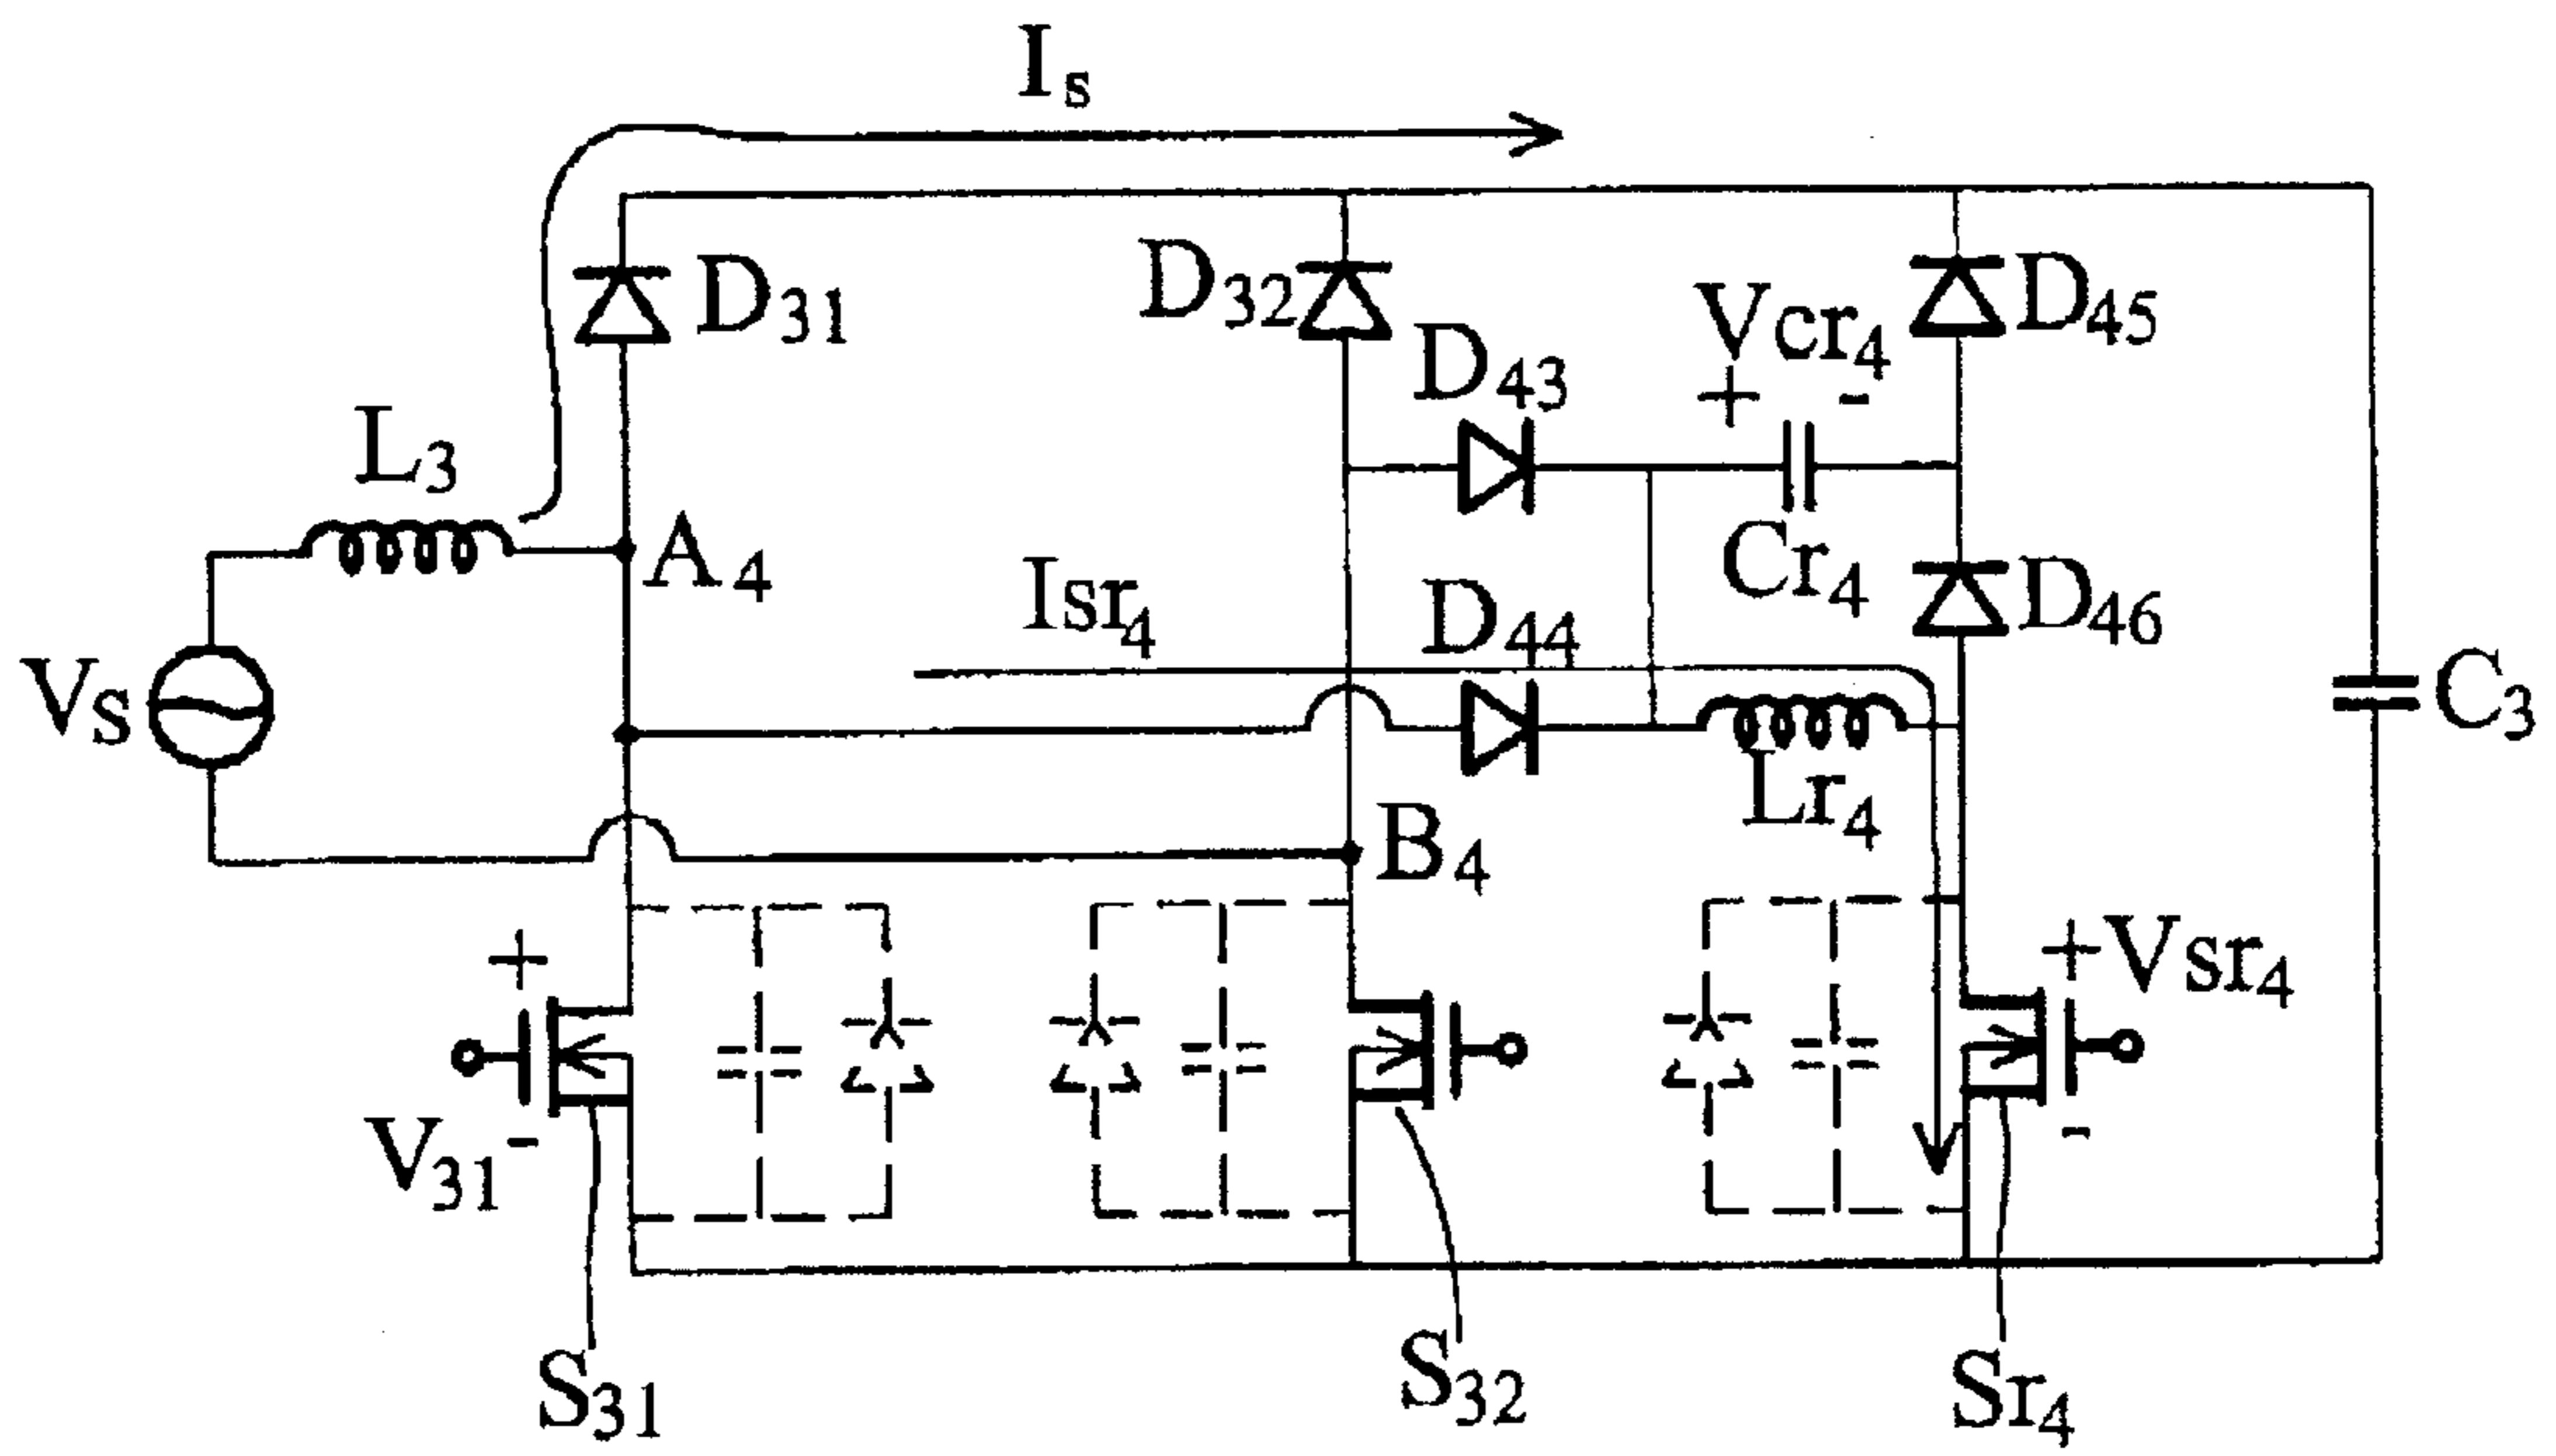 Is
D31
D32
D43
Vcr4
+ -
D45
L3
A4
Cr4
D46
Isr4
D44
Vs
Lr4
C3
B4
+
V31
-
+Vsr4
-
S31
S32
Sr4